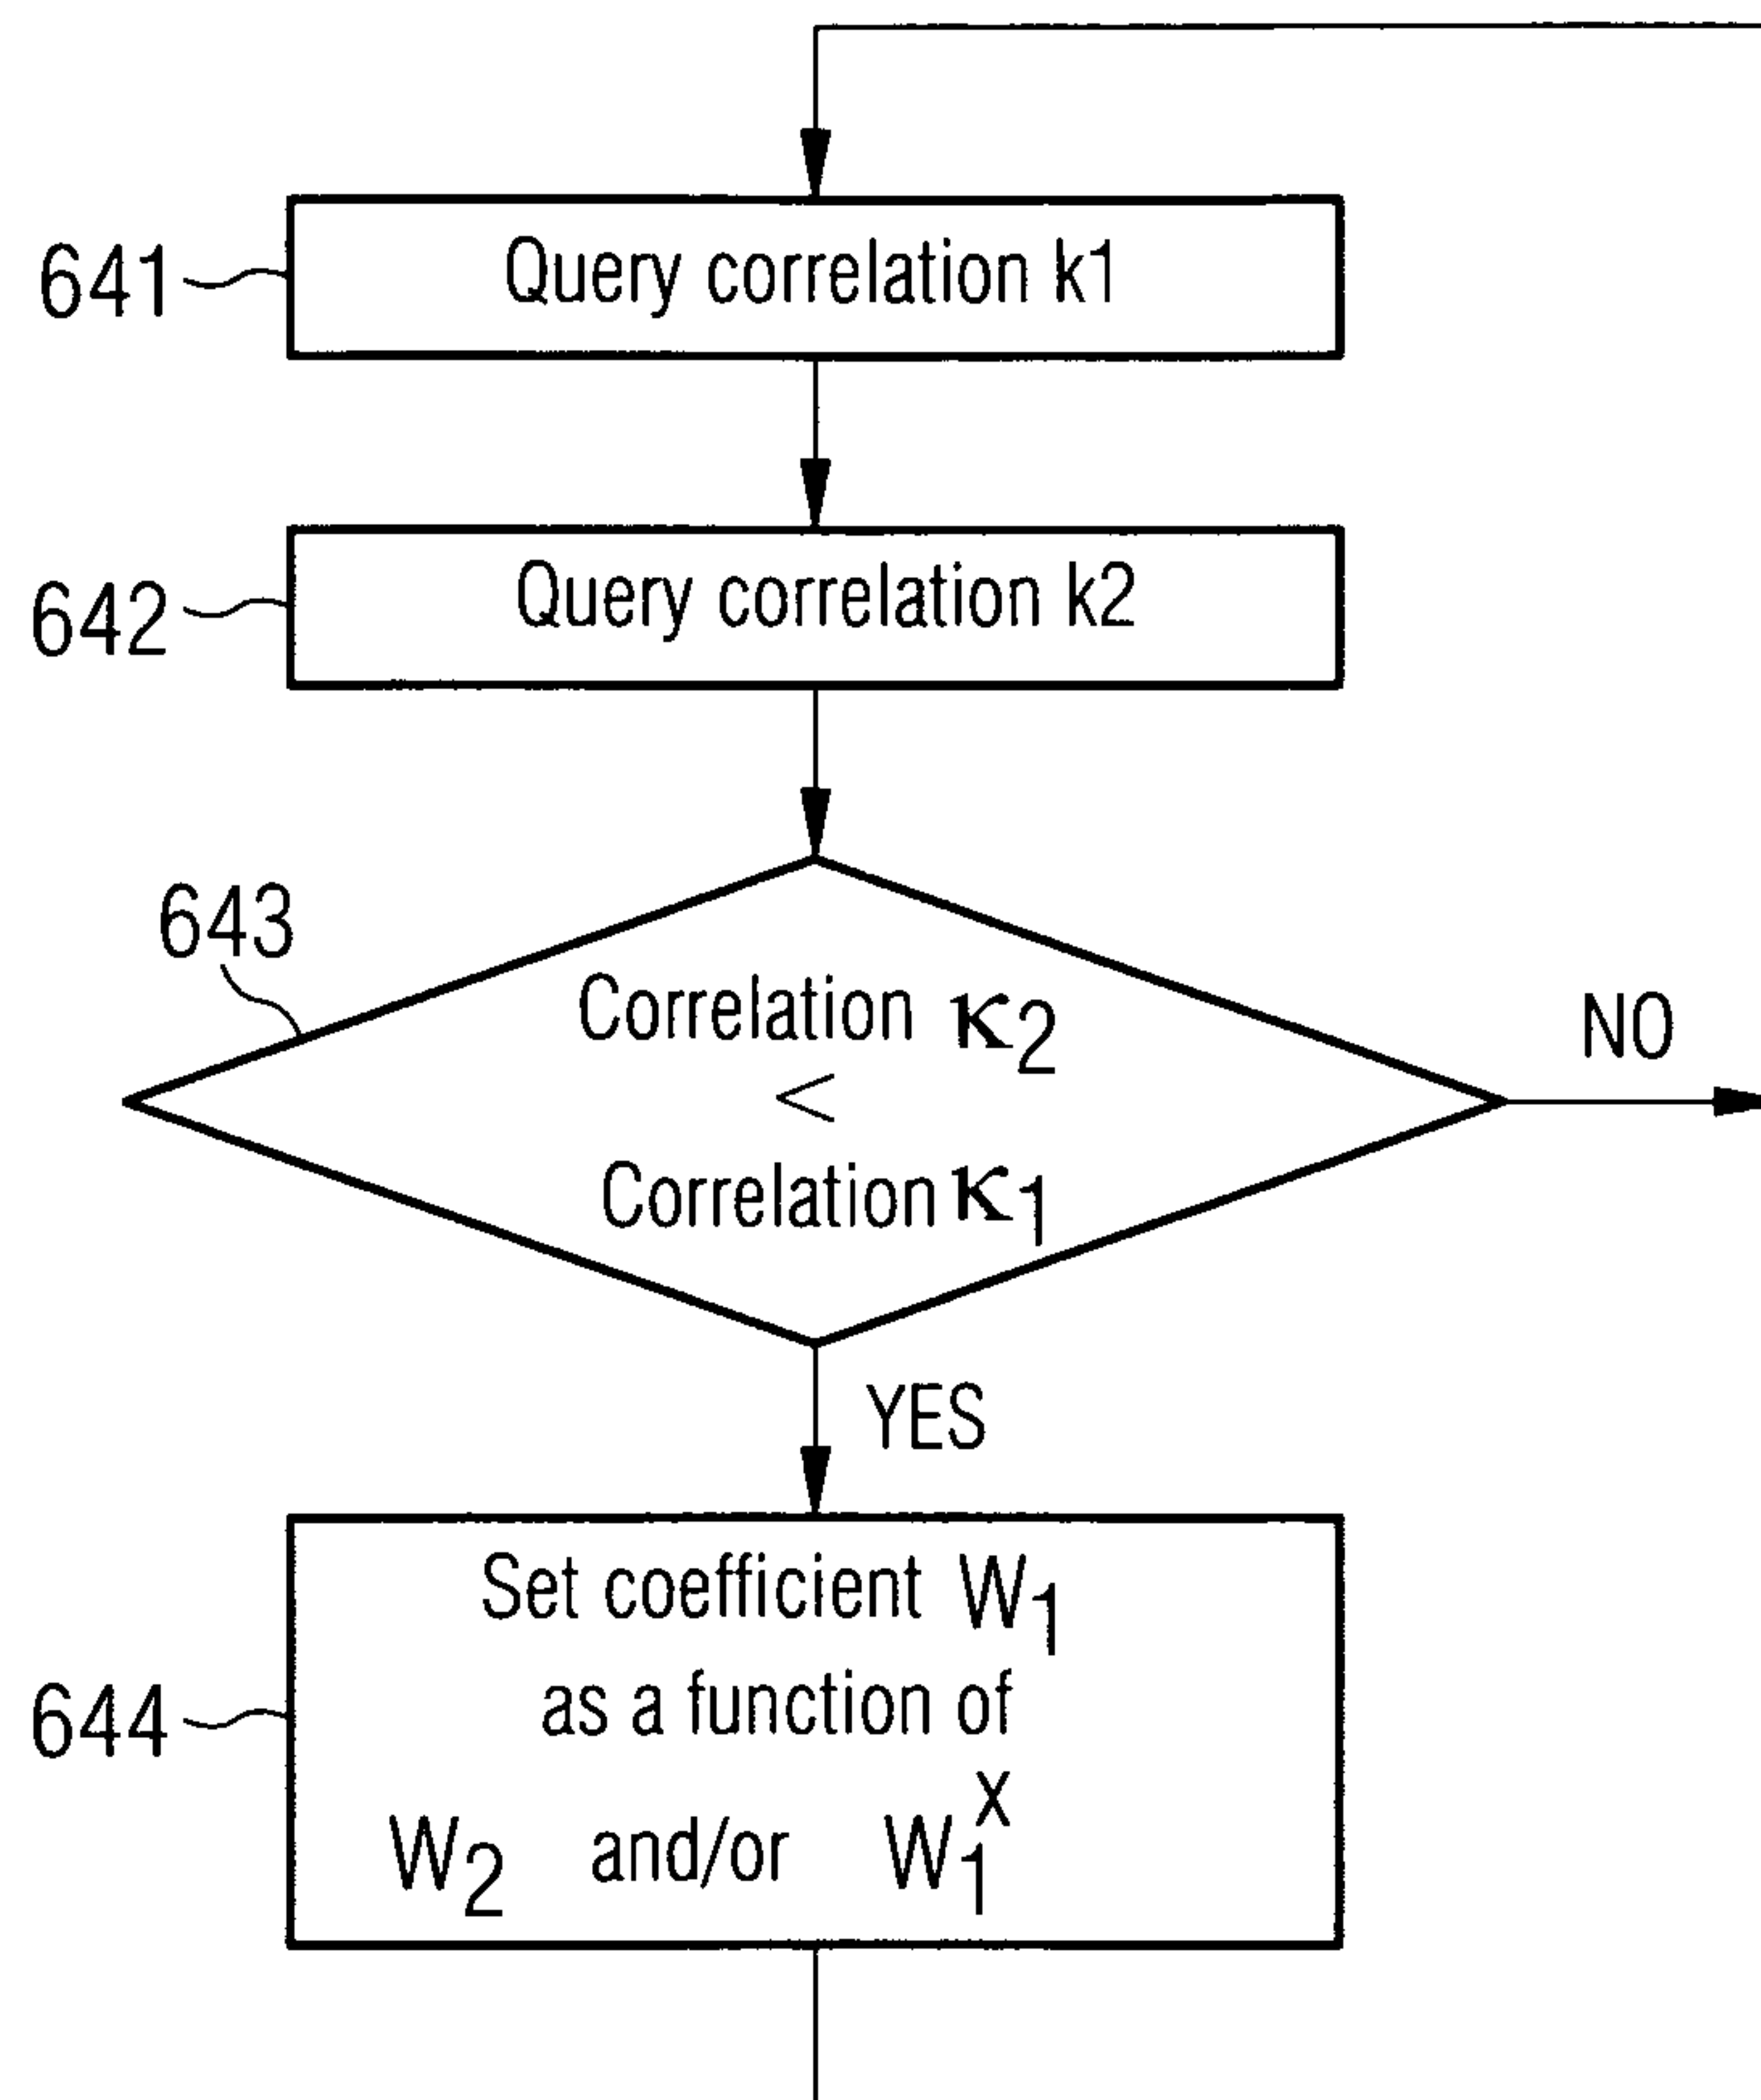 641
Query correlation k1
642
Query correlation k2
643
Correlation κ2
<
Correlation κ1
NO
YES
644
Set coefficient W1
as a function of
W2 and/or W1^X